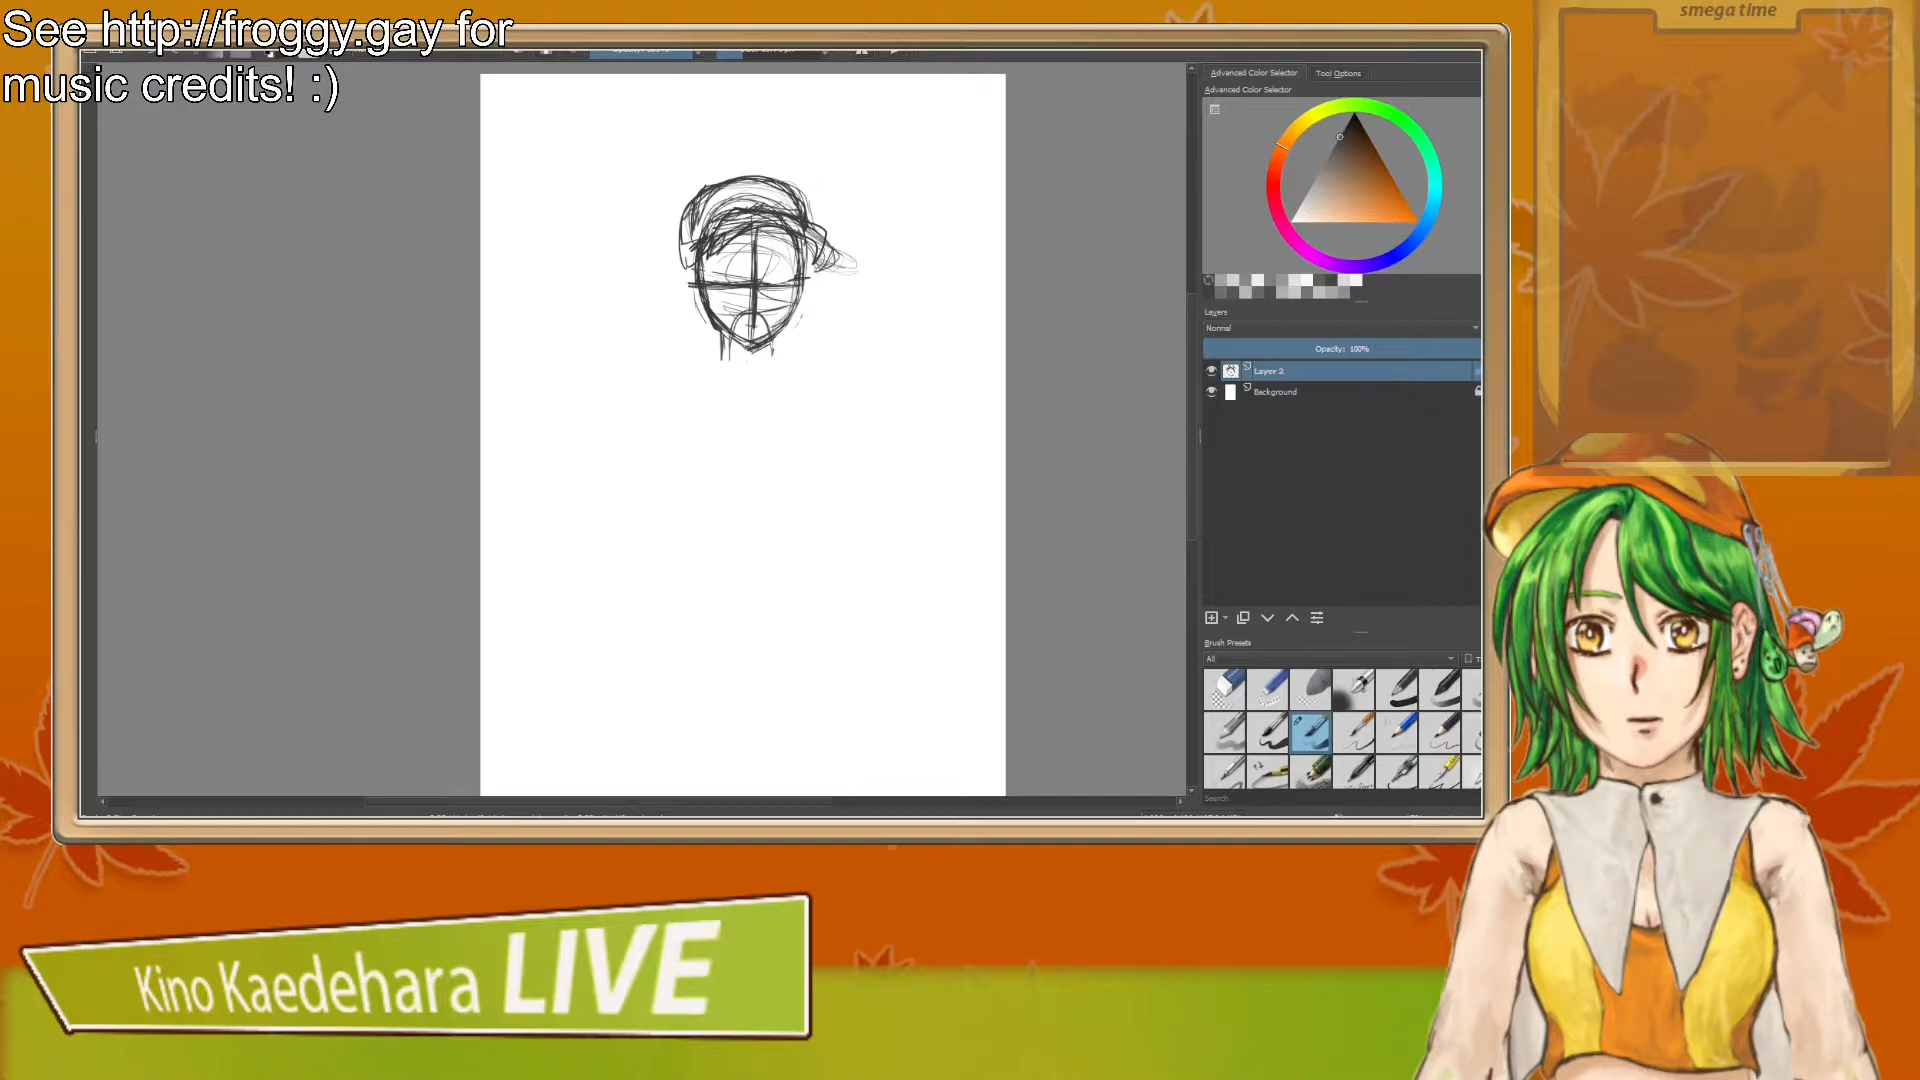 See http://froggy.gay for
music credits! :)
smega time
Advanced Color Selector
Tool Options
Advanced Color Selector
Layers
Normal
Opacity: 100%
Layer 2
Background
Brush Presets
All
Search
Kino Kaedehara LIVE